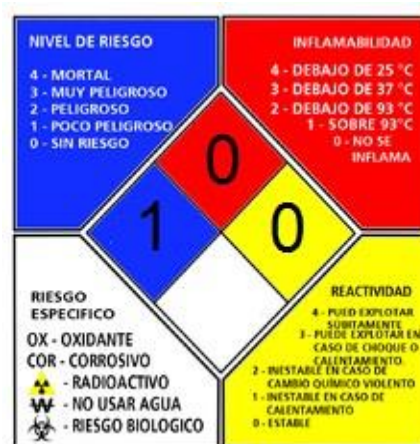 NIVEL DE RIESGO
4 - MORTAL
3 - MUY PELIGROSO
2 - PELIGROSO
1 - POCO PELIGROSO
0 - SIN RIESGO
INFLAMABILIDAD
4 - DEBAJO DE 25 °C
3 - DEBAJO DE 37 °C
2 - DEBAJO DE 93°C
1 - SOBRE 93°C
0 - NO SE
INFLAMA
0
1
0
RIESGO
ESPECIFICO
OX - OXIDANTE
COR - CORROSIVO
- RADIOACTIVO
W - NO USAR AGUA
- RIESGO BIOLOGICO
REACTIVIDAD
4 - PUED EXPLOTAR
SÚBITAMENTE
3 - PUEDE EXPLOTAR EN
CASO DE CHOQUE O
CALENTAMIENTO.
2 - INESTABLE EN CASO DE
CAMBIO QUÍMICO VIOLENTO
1 - INESTABLE EN CASO DE
CALENTAMIENTO
0 - ESTABLE